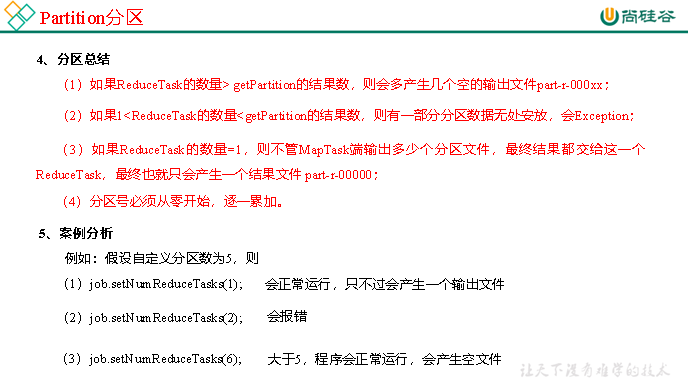 Partition分区
尚硅谷
4、分区总结
（1）如果ReduceTask的数量> getPartition的结果数，则会多产生几个空的输出文件part-r-000xx；
（2）如果1<ReduceTask的数量<getPartition的结果数，则有一部分分区数据无处安放，会Exception；
（3）如果ReduceTask的数量=1，则不管MapTask端输出多少个分区文件，最终结果都交给这一个
ReduceTask，最终也就只会产生一个结果文件 part-r-00000；
（4）分区号必须从零开始，逐一累加。
5、案例分析
例如：假设自定义分区数为5，则
（1）job.setNumReduceTasks(1)； 会正常运行，只不过会产生一个输出文件
（2）job.setNumReduceTasks(2)； 会报错
（3）job.setNumReduceTasks(6)； 大于5，程序会正常运行，会产生空文件
让天下没有难学的技术